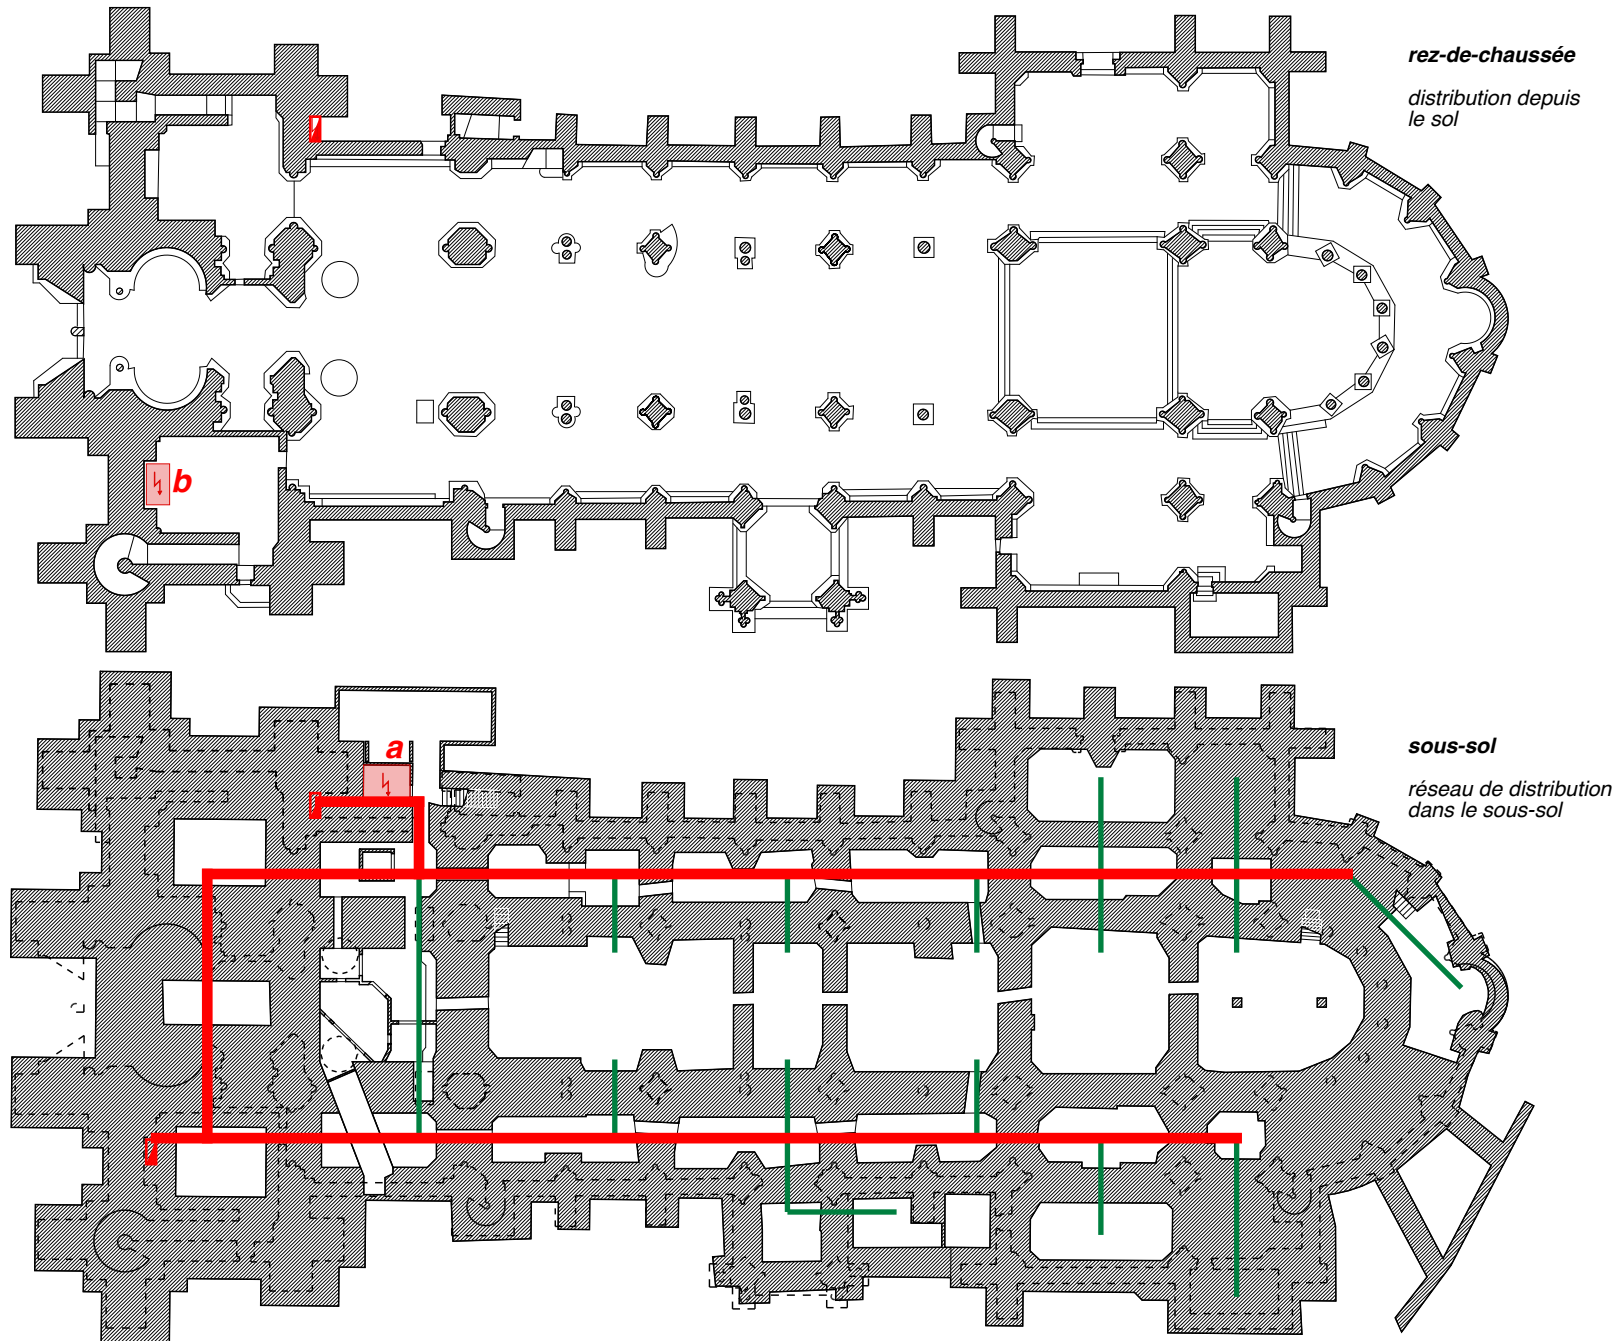 rez-de-chaussée
distribution depuis
le sol
b
a
sous-sol
réseau de distribution
dans le sous-sol